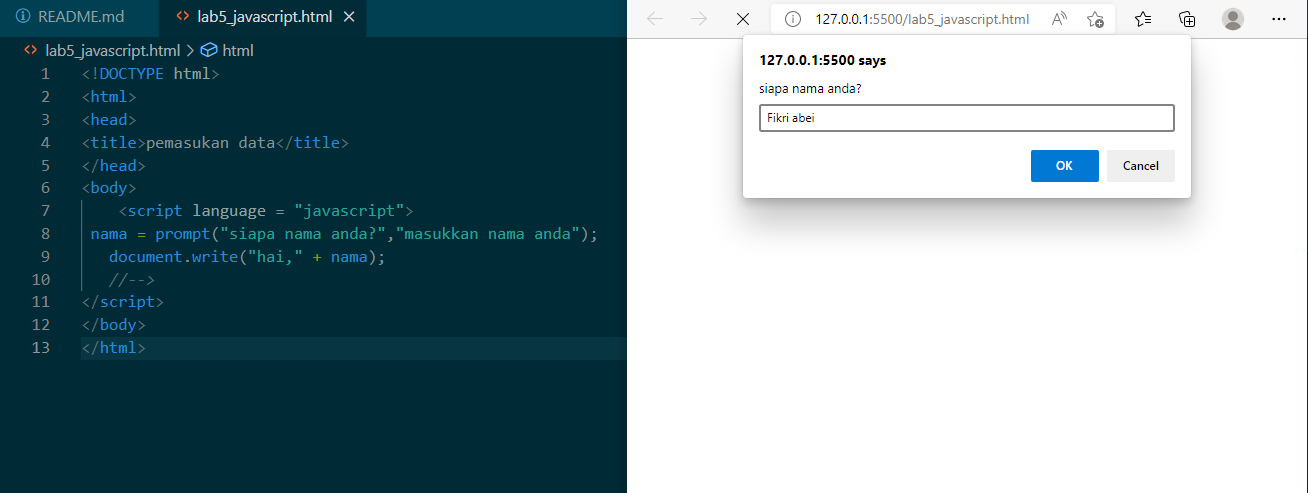 README.md
lab5_javascript.html
lab5_javascript.html > html
1 <!DOCTYPE html>
2 <html>
3 <head>
4 <title>pemasukan data</title>
5 </head>
6 <body>
7 <script language = "javascript">
8 nama = prompt("siapa nama anda?","masukkan nama anda");
9 document.write("hai," + nama);
10 //-->
11 </script>
12 </body>
13 </html>
127.0.0.1:5500/lab5_javascript.html
127.0.0.1:5500 says
siapa nama anda?
Fikri abei
OK Cancel